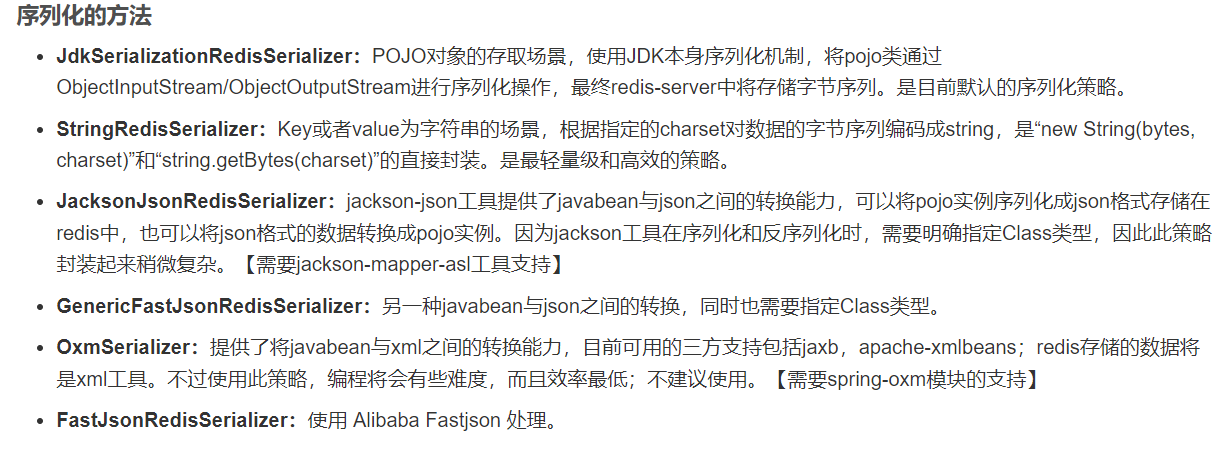 序列化的方法
• JdkSerializationRedisSerializer：POJO对象的存取场景，使用JDK本身序列化机制，将pojo类通过
ObjectInputStream/ObjectOutputStream进行序列化操作，最终redis-server中将存储字节序列。是目前默认的序列化策略。
• StringRedisSerializer：Key或者value为字符串的场景，根据指定的charset对数据的字节序列编码成string，是“new String(bytes,
charset)”和“string.getBytes(charset)”的直接封装。是最轻量级和高效的策略。
• JacksonJsonRedisSerializer：jackson-json工具提供了javabean与json之间的转换能力，可以将pojo实例序列化成json格式存储在
redis中，也可以将json格式的数据转换成pojo实例。因为jackson工具在序列化和反序列化时，需要明确指定Class类型，因此此策略
封装起来稍微复杂。【需要jackson-mapper-asl工具支持】
• GenericFastJsonRedisSerializer：另一种javabean与json之间的转换，同时也需要指定Class类型。
• OxmSerializer：提供了将javabean与xml之间的转换能力，目前可用的三方支持包括jaxb，apache-xmlbeans；redis存储的数据将
是xml工具。不过使用此策略，编程将会有些难度，而且效率最低；不建议使用。【需要spring-oxm模块的支持】
• FastJsonRedisSerializer：使用 Alibaba Fastjson 处理。